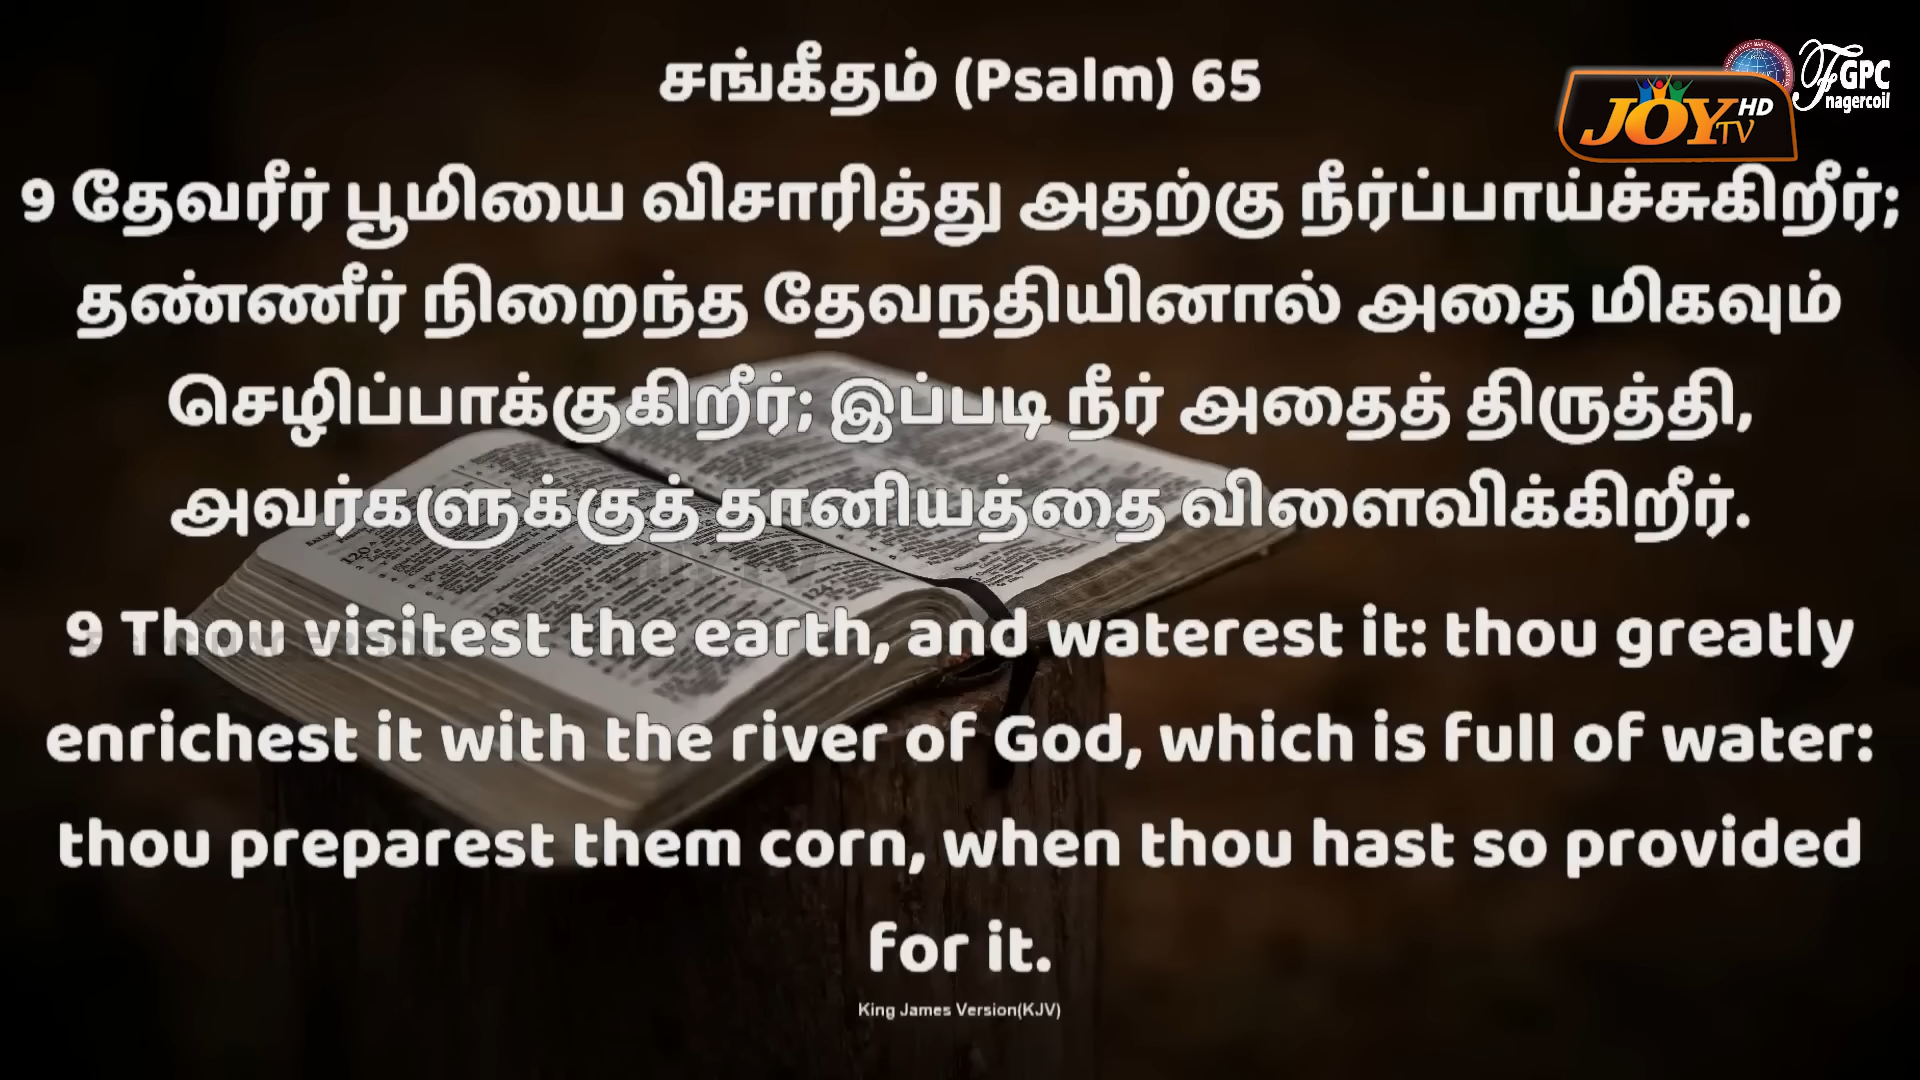 சங்கீதம் (Psalm) 65
JOY TV HD
FGPC nagercoil
9 தேவரீர் பூமியை விசாரித்து அதற்கு நீர்ப்பாய்ச்சுகிறீர்;
தண்ணீர் நிறைந்த தேவநதியினால் அதை மிகவும்
செழிப்பாக்குகிறீர்; இப்படி நீர் அதைத் திருத்தி,
அவர்களுக்குத் தானியத்தை விளைவிக்கிறீர்.
9 Thou visitest the earth, and waterest it: thou greatly
enrichest it with the river of God, which is full of water:
thou preparest them corn, when thou hast so provided
for it.
King James Version(KJV)